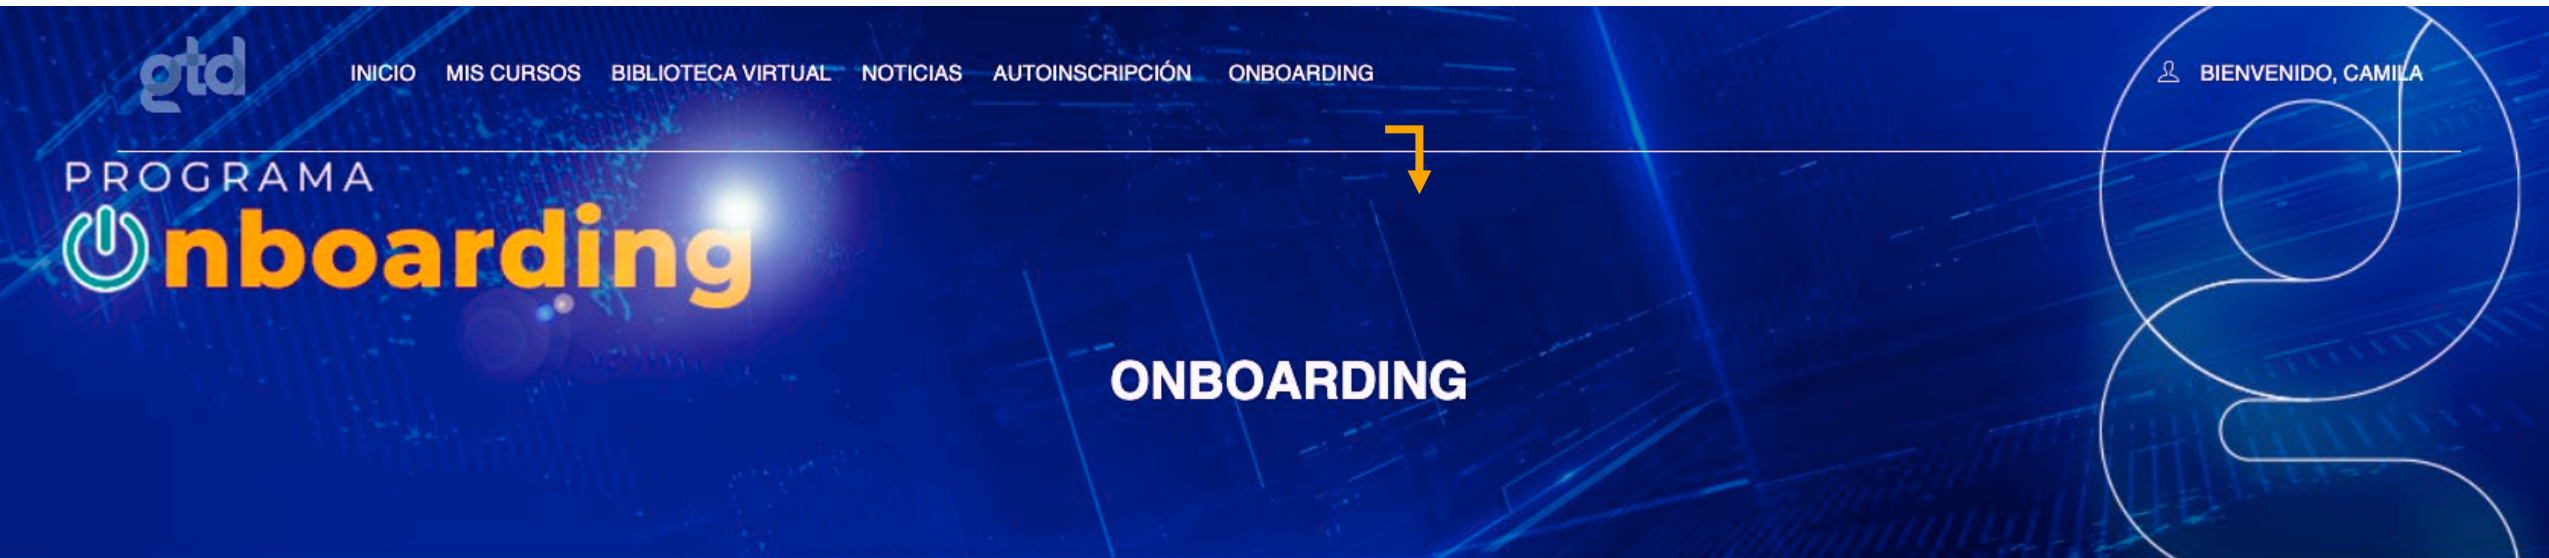 gtd
INICIO MIS CURSOS BIBLIOTECA VIRTUAL NOTICIAS AUTOINSCRIPCIÓN ONBOARDING BIENVENIDO, CAMILA
PROGRAMA
Onboarding
ONBOARDING